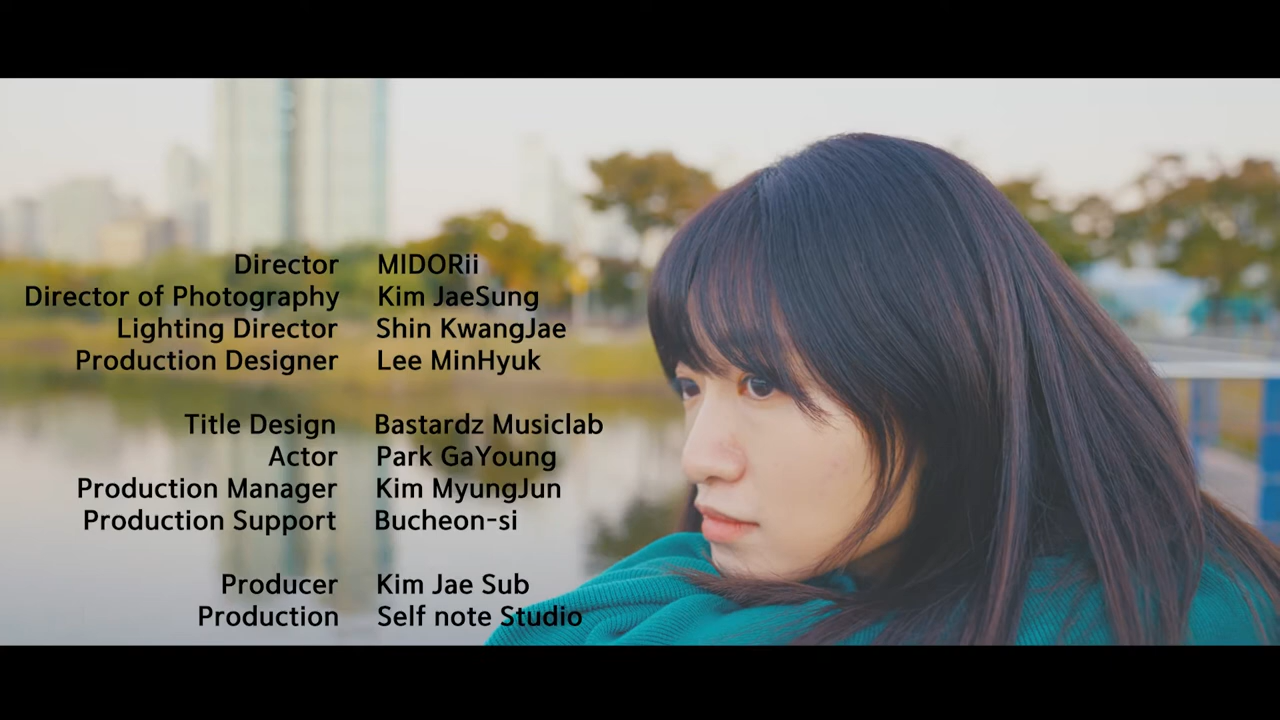 Director MIDORii
Director of Photography Kim JaeSung
Lighting Director Shin KwangJae
Production Designer Lee MinHyuk
Title Design Bastardz Musiclab
Actor Park GaYoung
Production Manager Kim MyungJun
Production Support Bucheon-si
Producer Kim Jae Sub
Production Self note Studio